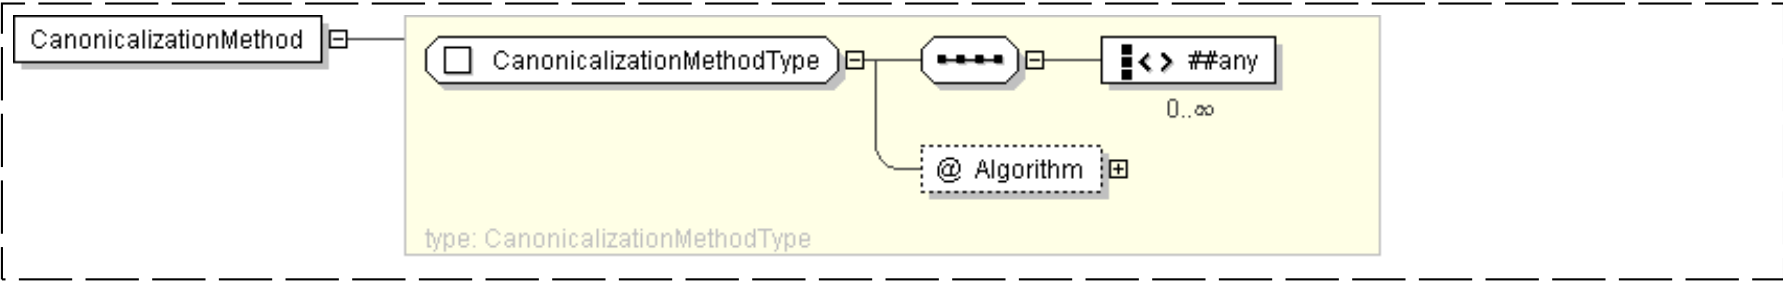 CanonicalizationMethod
CanonicalizationMethodType
##any
0..∞
@ Algorithm
type: CanonicalizationMethodType